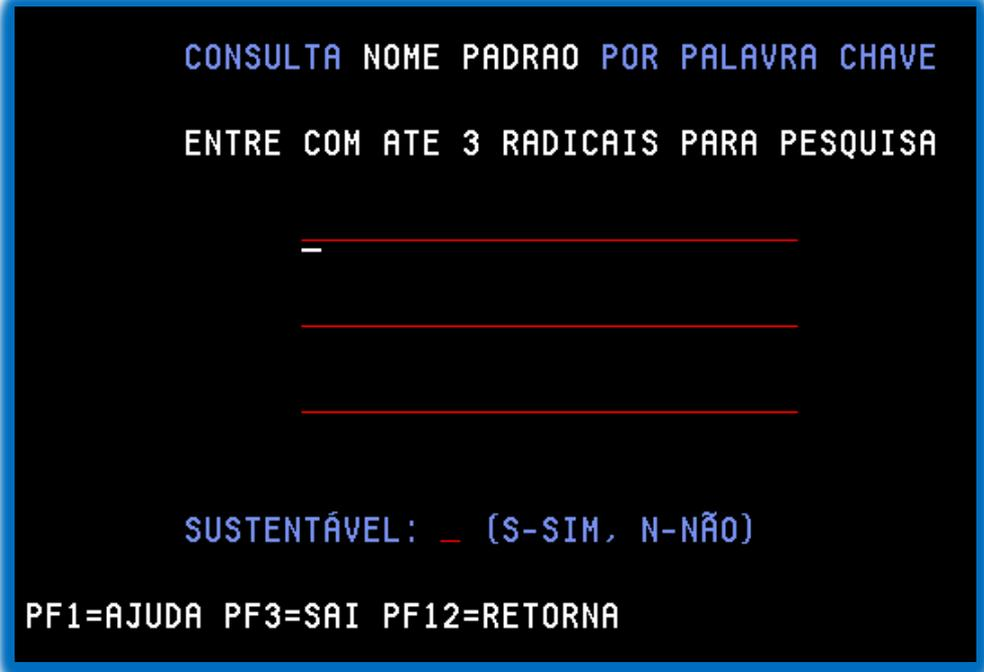 CONSULTA NOME PADRAO POR PALAVRA CHAVE
ENTRE COM ATE 3 RADICAIS PARA PESQUISA
SUSTENTÁVEL: _ (S-SIM, N-NÃO)
PF1=AJUDA PF3=SAI PF12=RETORNA